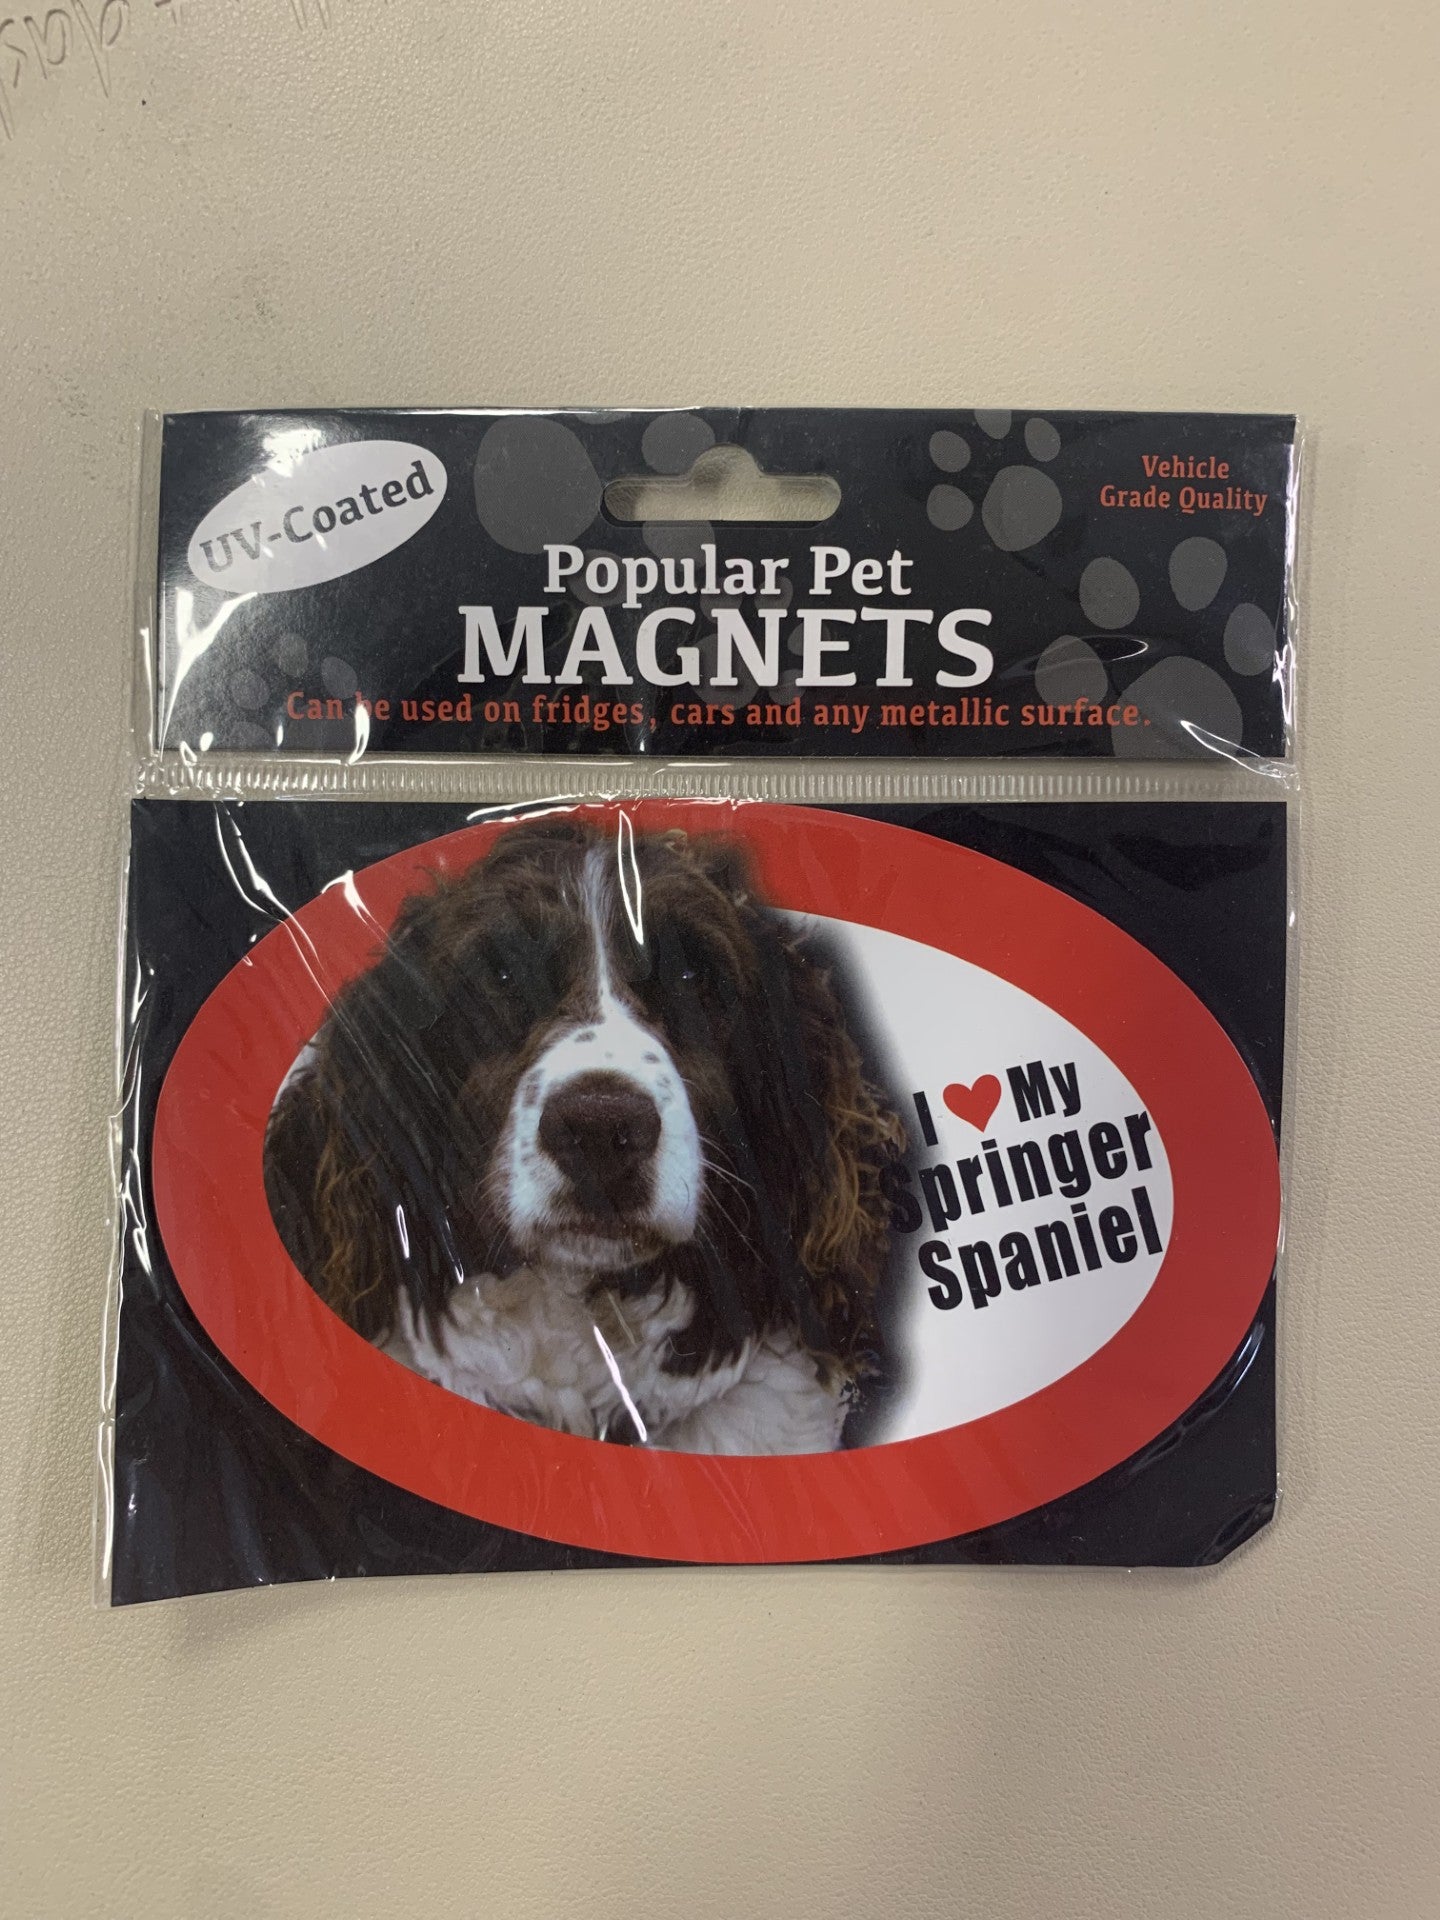 UV-Coated
Vehicle
Grade Quality
Popular Pet
MAGNETS
Can be used on fridges, cars and any metallic surface.
I ❤ My
Springer
Spaniel